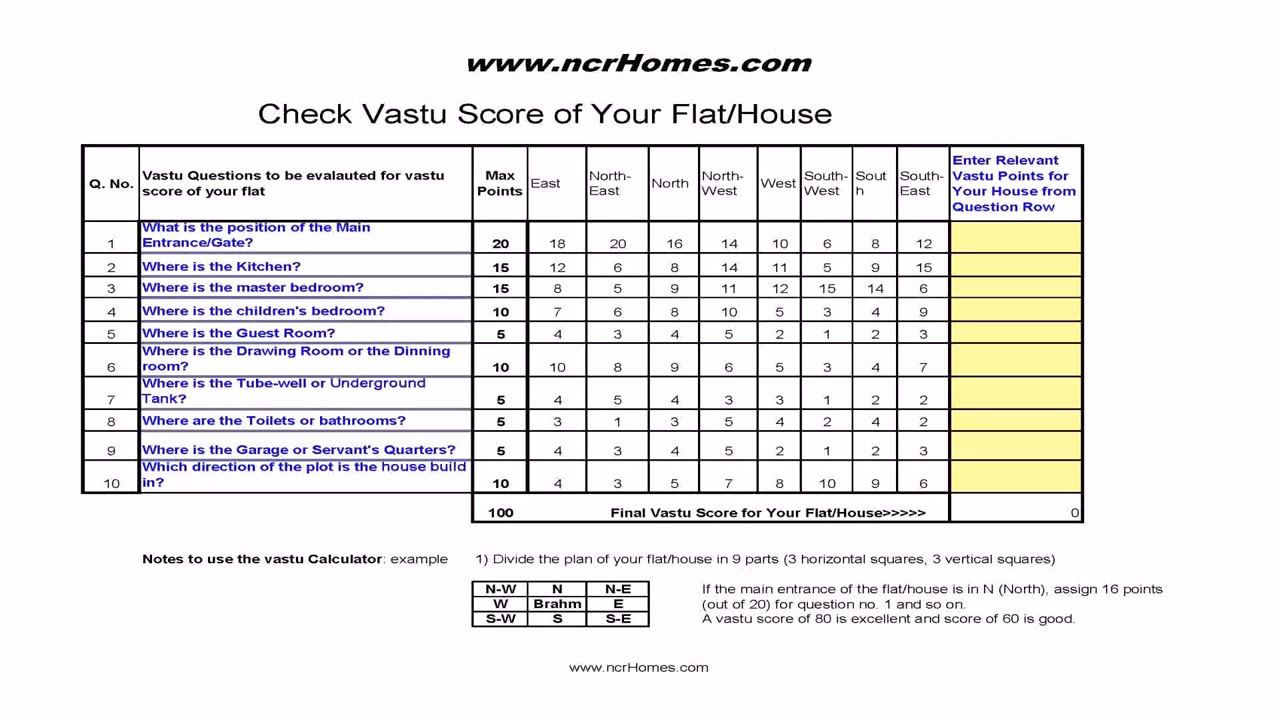 www.ncrHomes.com
Check Vastu Score of Your Flat/House
Q. No. Vastu Questions to be evalauted for vastu score of your flat Max Points East North-East North North-West West South-West South South-East Enter Relevant Vastu Points for Your House from Question Row
1 What is the position of the Main Entrance/Gate? 20 18 20 16 14 10 6 8 12
2 Where is the Kitchen? 15 12 6 8 14 11 5 9 15
3 Where is the master bedroom? 15 8 5 9 11 12 15 14 6
4 Where is the children's bedroom? 10 7 6 8 10 5 3 4 9
5 Where is the Guest Room? 5 4 3 4 5 2 1 2 3
6 Where is the Drawing Room or the Dinning room? 10 10 8 9 6 5 3 4 7
7 Where is the Tube-well or Underground Tank? 5 4 5 4 3 3 1 2 2
8 Where are the Toilets or bathrooms? 5 3 1 3 5 4 2 4 2
9 Where is the Garage or Servant's Quarters? 5 4 3 4 5 2 1 2 3
10 Which direction of the plot is the house build in? 10 4 3 5 7 8 10 9 6
100 Final Vastu Score for Your Flat/House>>>>> 0
Notes to use the vastu Calculator: example 1) Divide the plan of your flat/house in 9 parts (3 horizontal squares, 3 vertical squares)
N-W N N-E
W Brahm E
S-W S S-E
If the main entrance of the flat/house is in N (North), assign 16 points
(out of 20) for question no. 1 and so on.
A vastu score of 80 is excellent and score of 60 is good.
www.ncrHomes.com